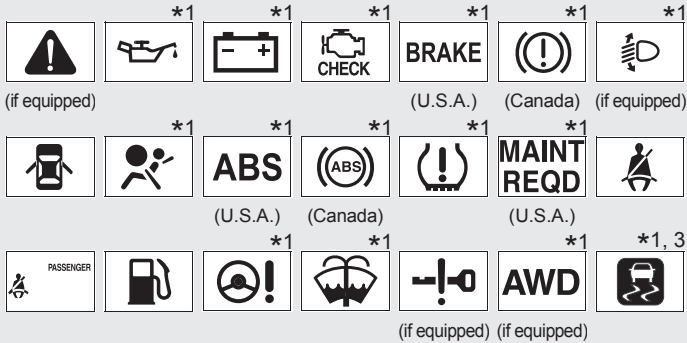 *1 *1 *1 *1 *1 *1
CHECK BRAKE
(if equipped) (U.S.A.) (Canada) (if equipped)
*1 *1 *1 *1 *1
ABS ABS MAINT REQD
(U.S.A.) (Canada) (U.S.A.)
*1 *1 *1 *1, 3
PASSENGER AWD
(if equipped) (if equipped)